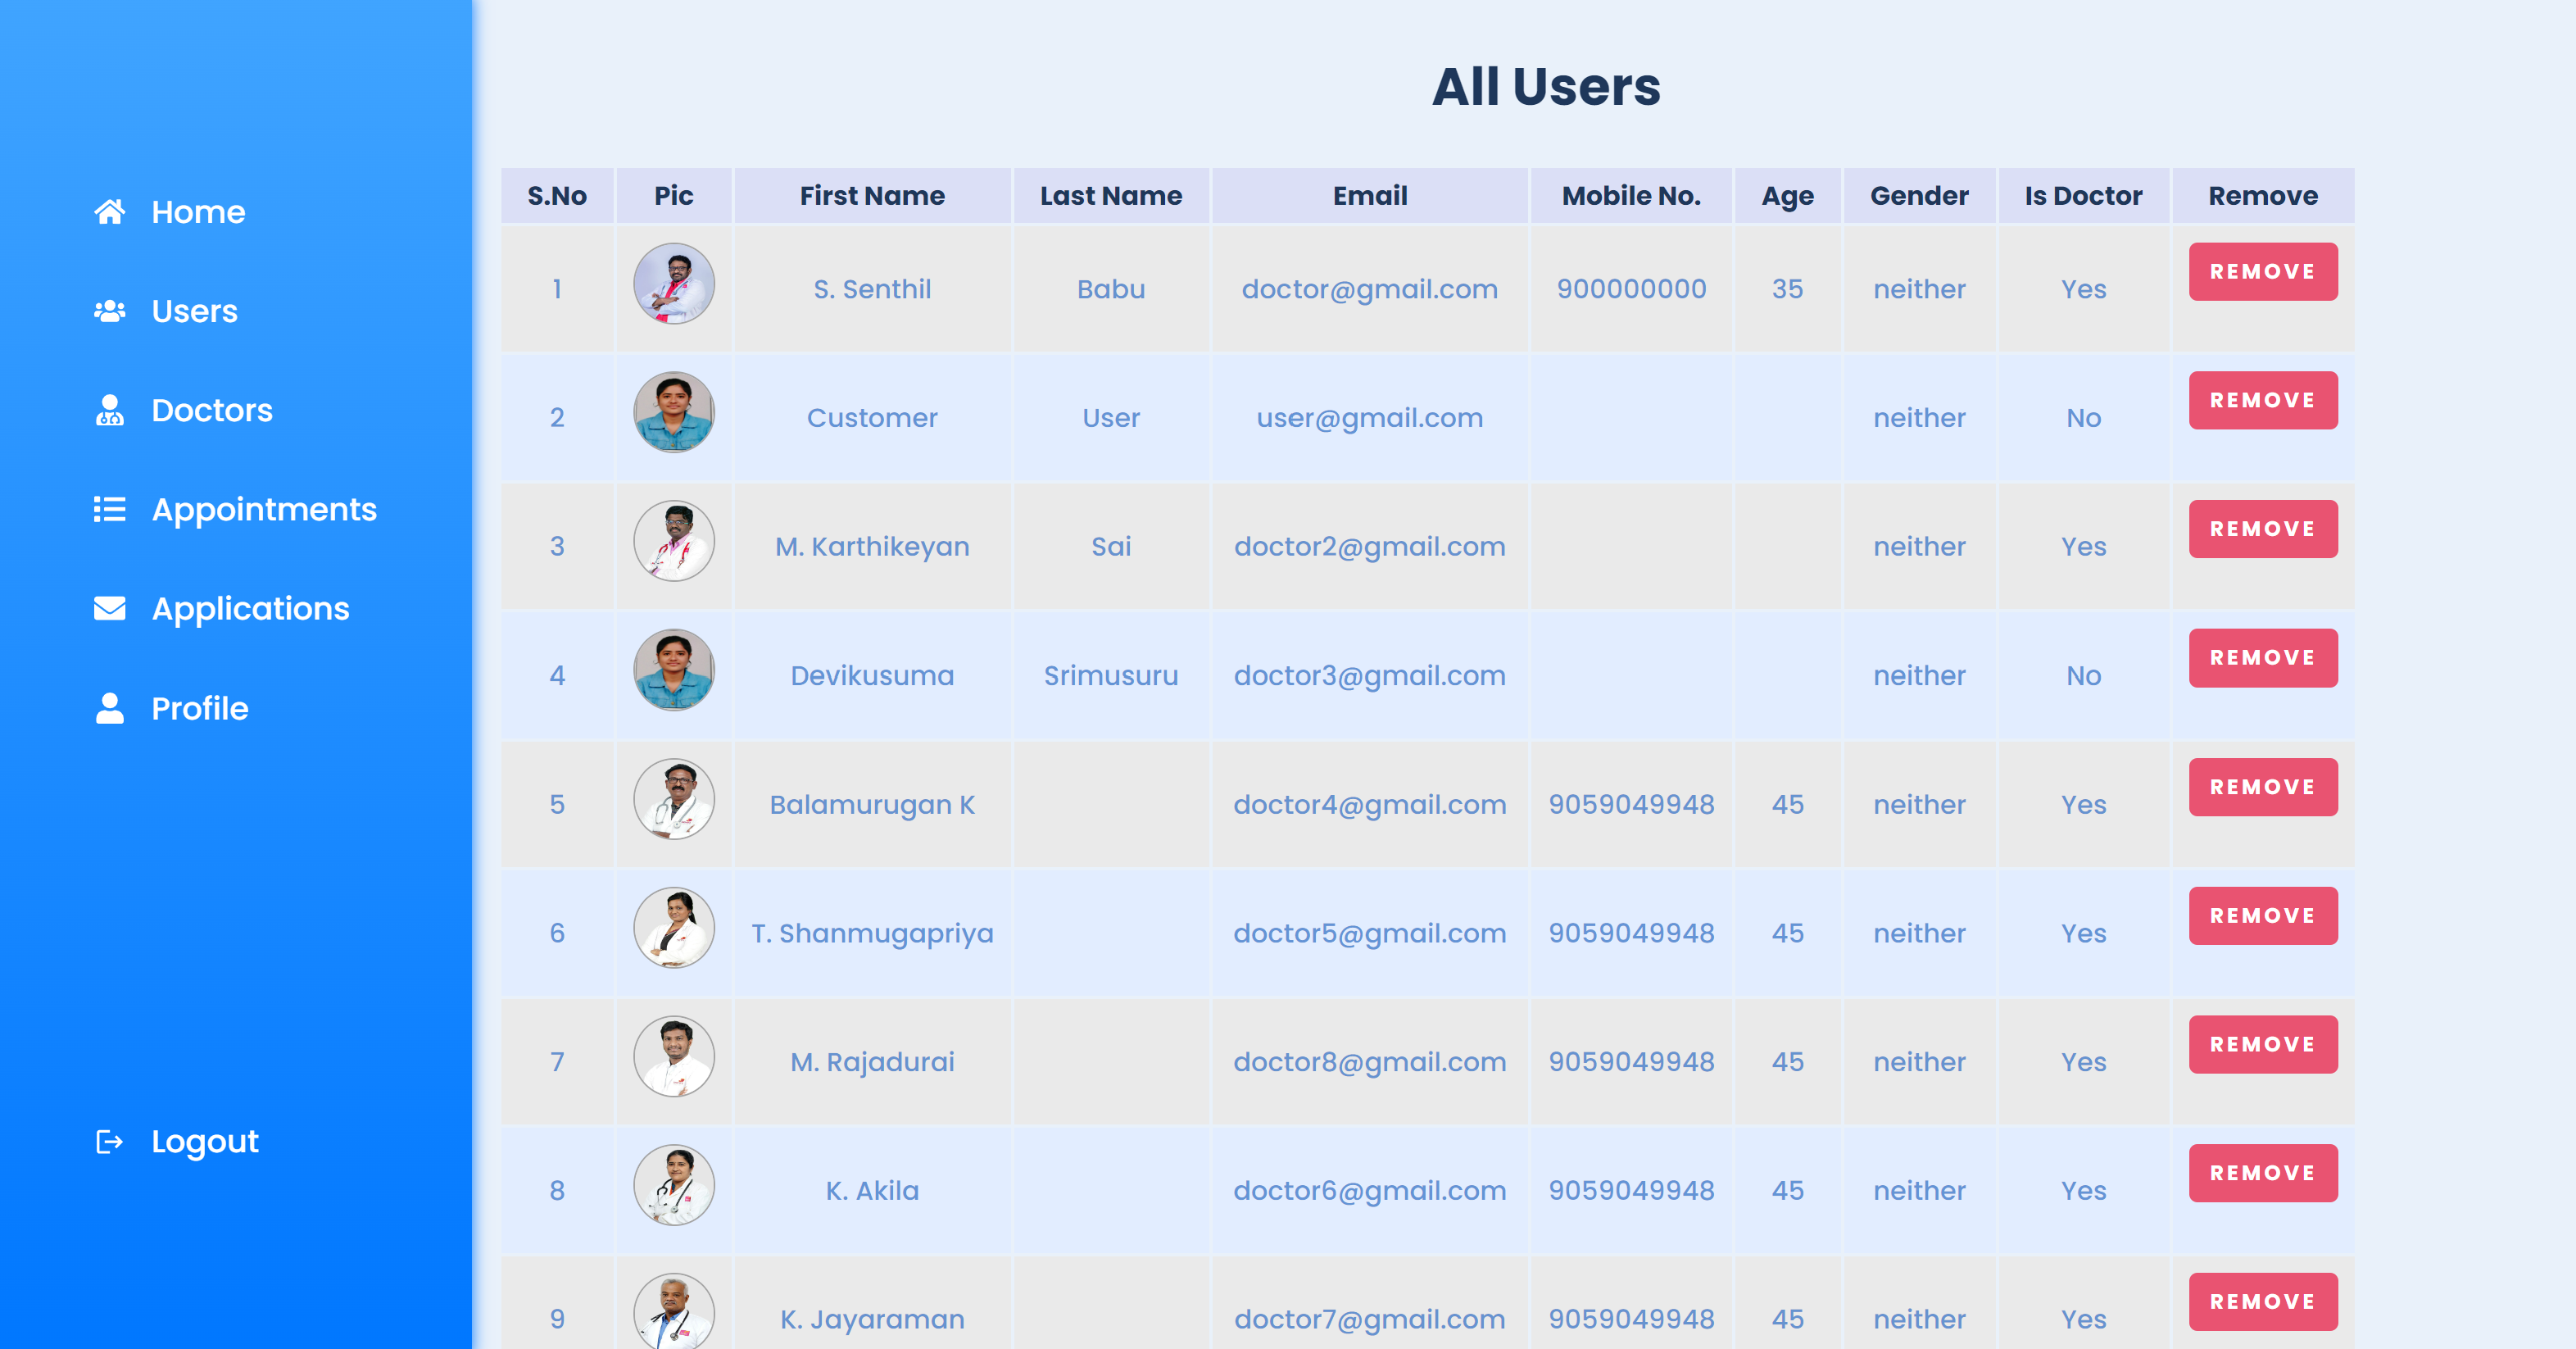 All Users
Home
Users
Doctors
Appointments
Applications
Profile
Logout
S.No Pic First Name Last Name Email Mobile No. Age Gender Is Doctor Remove
1 S. Senthil Babu doctor@gmail.com 900000000 35 neither Yes REMOVE
2 Customer User user@gmail.com neither No REMOVE
3 M. Karthikeyan Sai doctor2@gmail.com neither Yes REMOVE
4 Devikusuma Srimusuru doctor3@gmail.com neither No REMOVE
5 Balamurugan K doctor4@gmail.com 9059049948 45 neither Yes REMOVE
6 T. Shanmugapriya doctor5@gmail.com 9059049948 45 neither Yes REMOVE
7 M. Rajadurai doctor8@gmail.com 9059049948 45 neither Yes REMOVE
8 K. Akila doctor6@gmail.com 9059049948 45 neither Yes REMOVE
9 K. Jayaraman doctor7@gmail.com 9059049948 45 neither Yes REMOVE